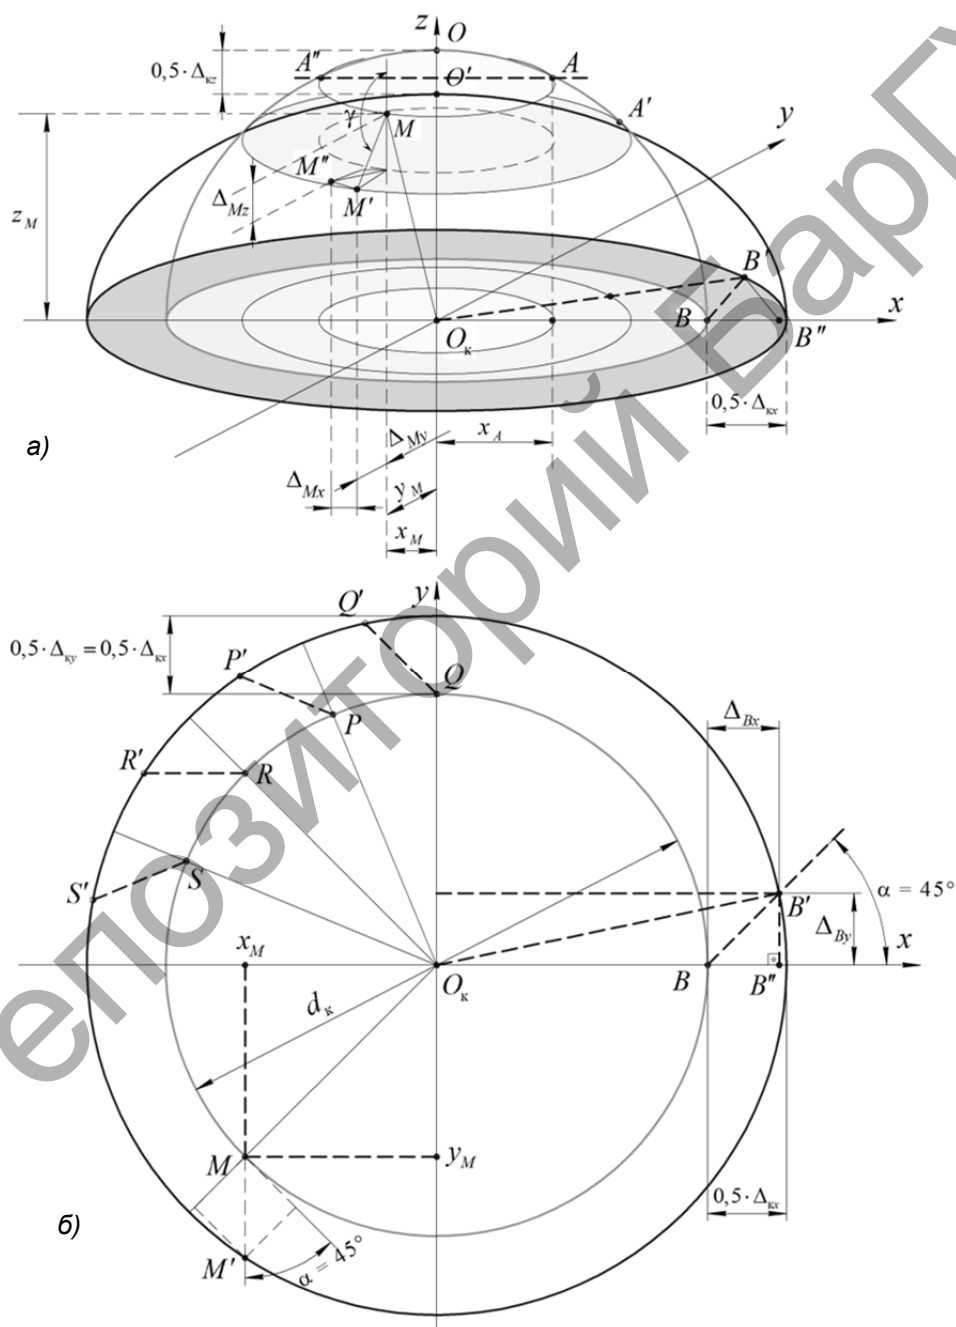 z
O
0,5·Δкz
A″
A
O′
A′
y
γ
M
M″
M′
ΔMz
zM
B′
B
x
Oк
B″
0,5·Δкx
а)
ΔMy
xA
ΔMx
yM
xM
Q′
y
0,5·Δкy = 0,5·Δкx
P′
Q
P
ΔBx
R′
R
S′
S
B′
α = 45°
ΔBy
xM
x
Oк
B
B″
dк
M
yM
0,5·Δкx
б)
M′
α = 45°
епозиторий БарГУ